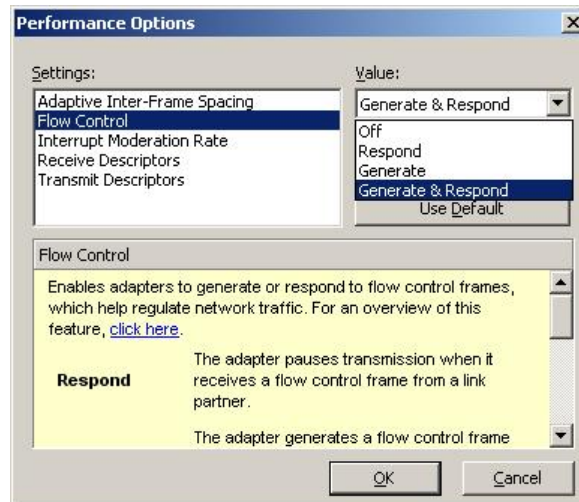 Performance Options
Settings:
Value:
Adaptive Inter-Frame Spacing
Flow Control
Interrupt Moderation Rate
Receive Descriptors
Transmit Descriptors
Generate & Respond
Off
Respond
Generate
Generate & Respond
Use Default
Flow Control
Enables adapters to generate or respond to flow control frames,
which help regulate network traffic. For an overview of this
feature, click here.
Respond
The adapter pauses transmission when it
receives a flow control frame from a link
partner.
The adapter generates a flow control frame
OK
Cancel